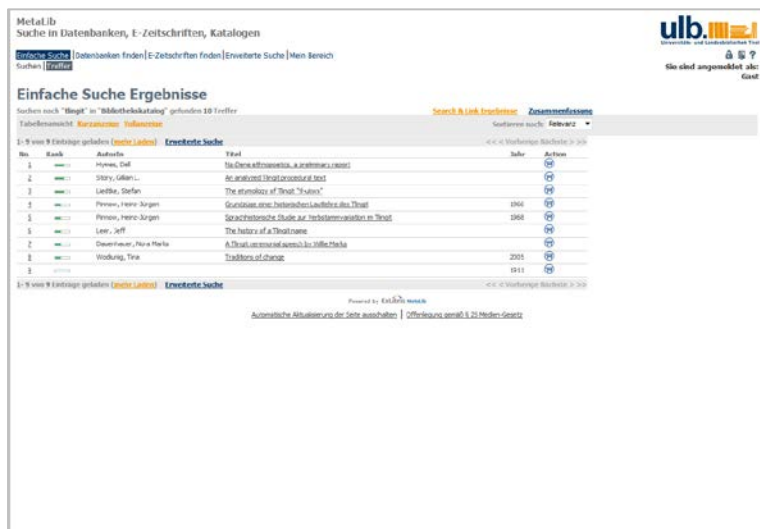 MetaLib
Suche in Datenbanken, E-Zeitschriften, Katalogen
ulb.
Universitäts- und Landesbibliothek Tirol
Einfache Suche | Datenbanken finden | E-Zeitschriften finden | Erweiterte Suche | Mein Bereich
Suchen Treffer
?
Sie sind angemeldet als:
Gast
Einfache Suche Ergebnisse
Suchen nach "tlingit" in "Bibliothekskatalog" gefunden 10 Treffer
Search & Link Ergebnisse Zusammenfassung
Tabellenansicht Kurzanzeige Vollanzeige Sortieren nach: Relevanz
1- 9 von 9 Einträge geladen (mehr Laden) Erweiterte Suche << < Vorherige Nächste > >>
No. Rank AutorIn Titel Jahr Action
1 Hymes, Dell Na-Dene ethnopoetics, a preliminary report
2 Story, Gillian L. An analyzed Tlingit procedural text
3 Liedtke, Stefan The etymology of Tlingit
4 Pinnow, Heinz-Jürgen Grundzüge einer historischen Lautlehre des Tlingit 1966
5 Pinnow, Heinz-Jürgen Sprachhistorische Studie zur Verbstammvariation im Tlingit 1968
6 Leer, Jeff The history of a Tlingit name
7 Dauenhauer, Nora Marks A Tlingit ceremonial speech by Willie Marks
8 Wodiunig, Tina Traditions of change 2005
9 1911
1- 9 von 9 Einträge geladen (mehr Laden) Erweiterte Suche << < Vorherige Nächste > >>
Powered by ExLibris MetaLib
Automatische Aktualisierung der Seite ausschalten | Offenlegung gemäß § 25 Medien-Gesetz